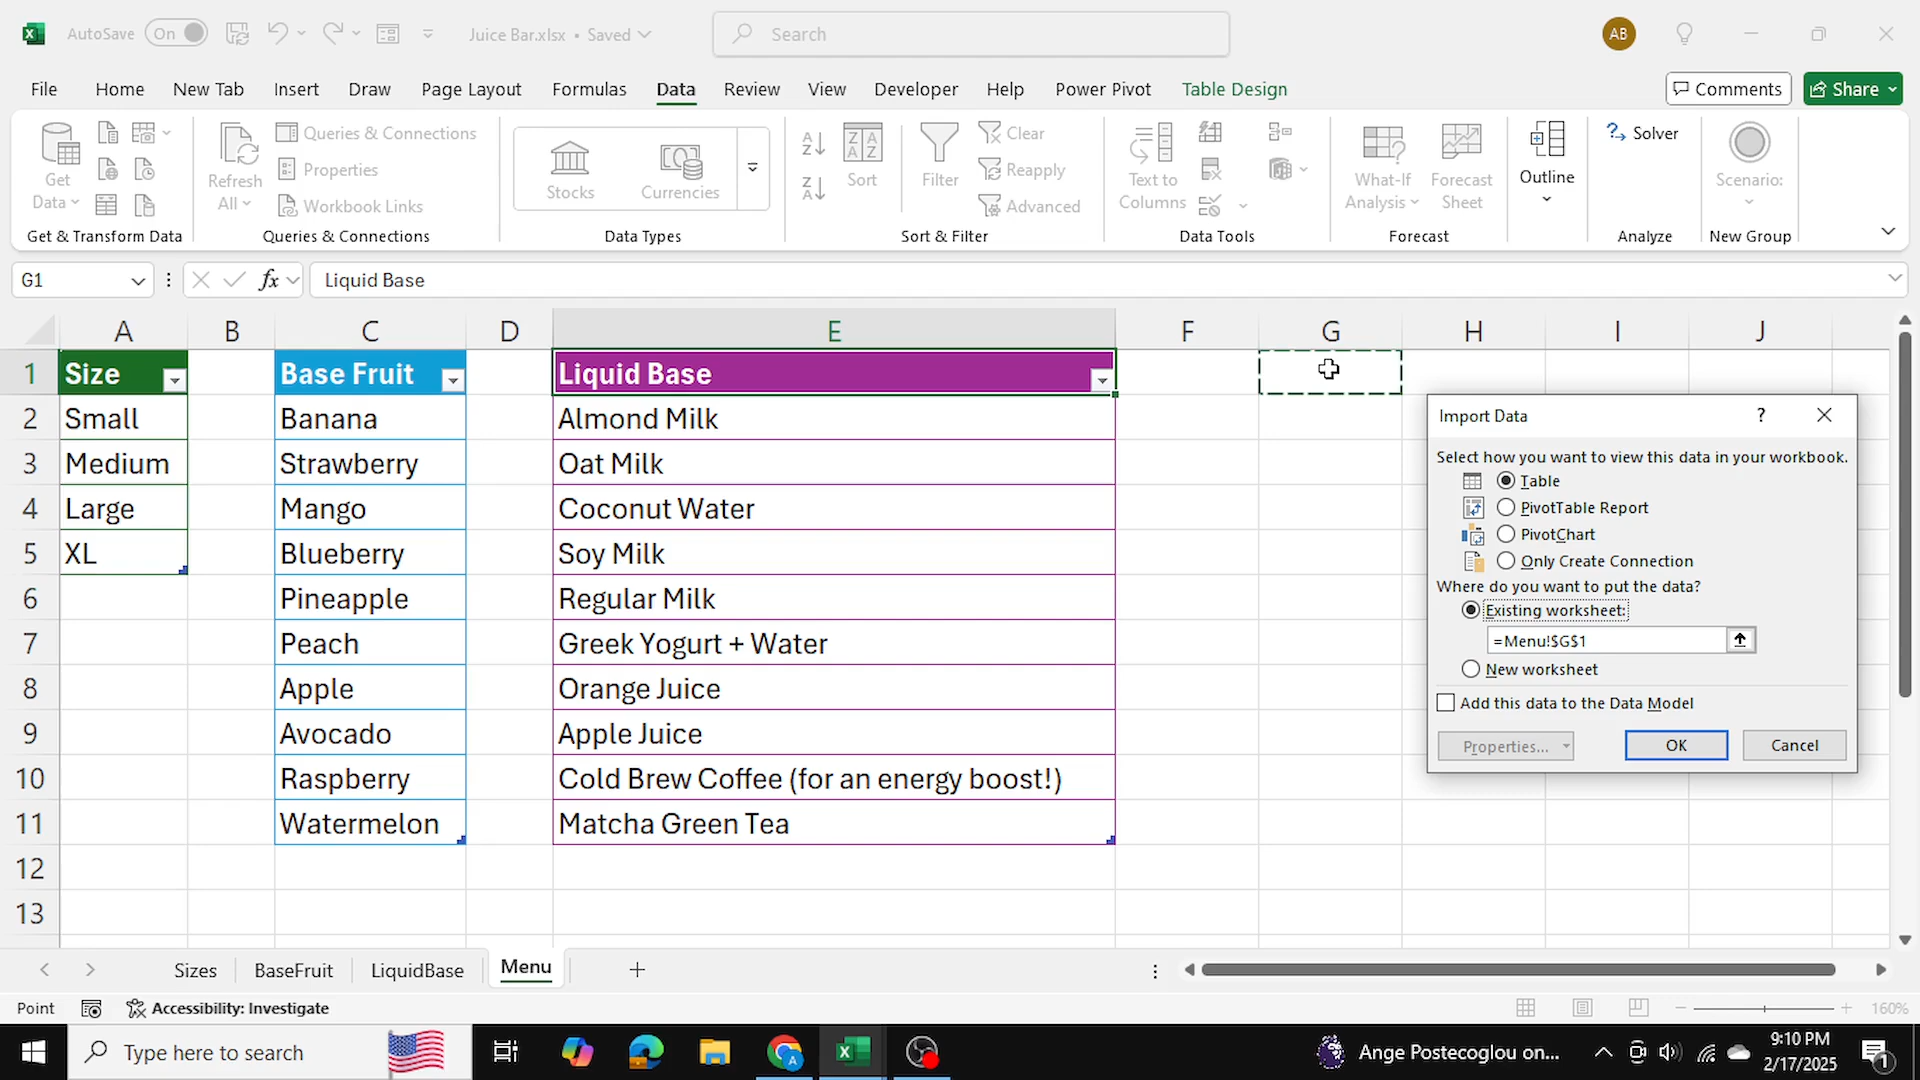 AutoSave On Juice Bar.xlsx • Saved Search AB
File Home New Tab Insert Draw Page Layout Formulas Data Review View Developer Help Power Pivot Table Design Comments Share
Get Data
Refresh All
Queries & Connections
Properties
Workbook Links
Stocks Currencies
A Z
Z A
Z A A Z Sort
Filter
Clear
Reapply
Advanced
Text to Columns
What-If Analysis
Forecast Sheet
Outline
Solver
Scenario:
Get & Transform Data Queries & Connections Data Types Sort & Filter Data Tools Forecast Analyze New Group
G1 fx Liquid Base
A B C D E F G H I J
1 Size Base Fruit Liquid Base
2 Small Banana Almond Milk
3 Medium Strawberry Oat Milk
4 Large Mango Coconut Water
5 XL Blueberry Soy Milk
6 Pineapple Regular Milk
7 Peach Greek Yogurt + Water
8 Apple Orange Juice
9 Avocado Apple Juice
10 Raspberry Cold Brew Coffee (for an energy boost!)
11 Watermelon Matcha Green Tea
12
13
Import Data ?
Select how you want to view this data in your workbook.
Table
PivotTable Report
PivotChart
Only Create Connection
Where do you want to put the data?
Existing worksheet:
=Menu!$G$1
New worksheet
Add this data to the Data Model
Properties... OK Cancel
Sizes BaseFruit LiquidBase Menu
Point Accessibility: Investigate 160%
Type here to search Ange Postecoglou on... 9:10 PM
2/17/2025 1